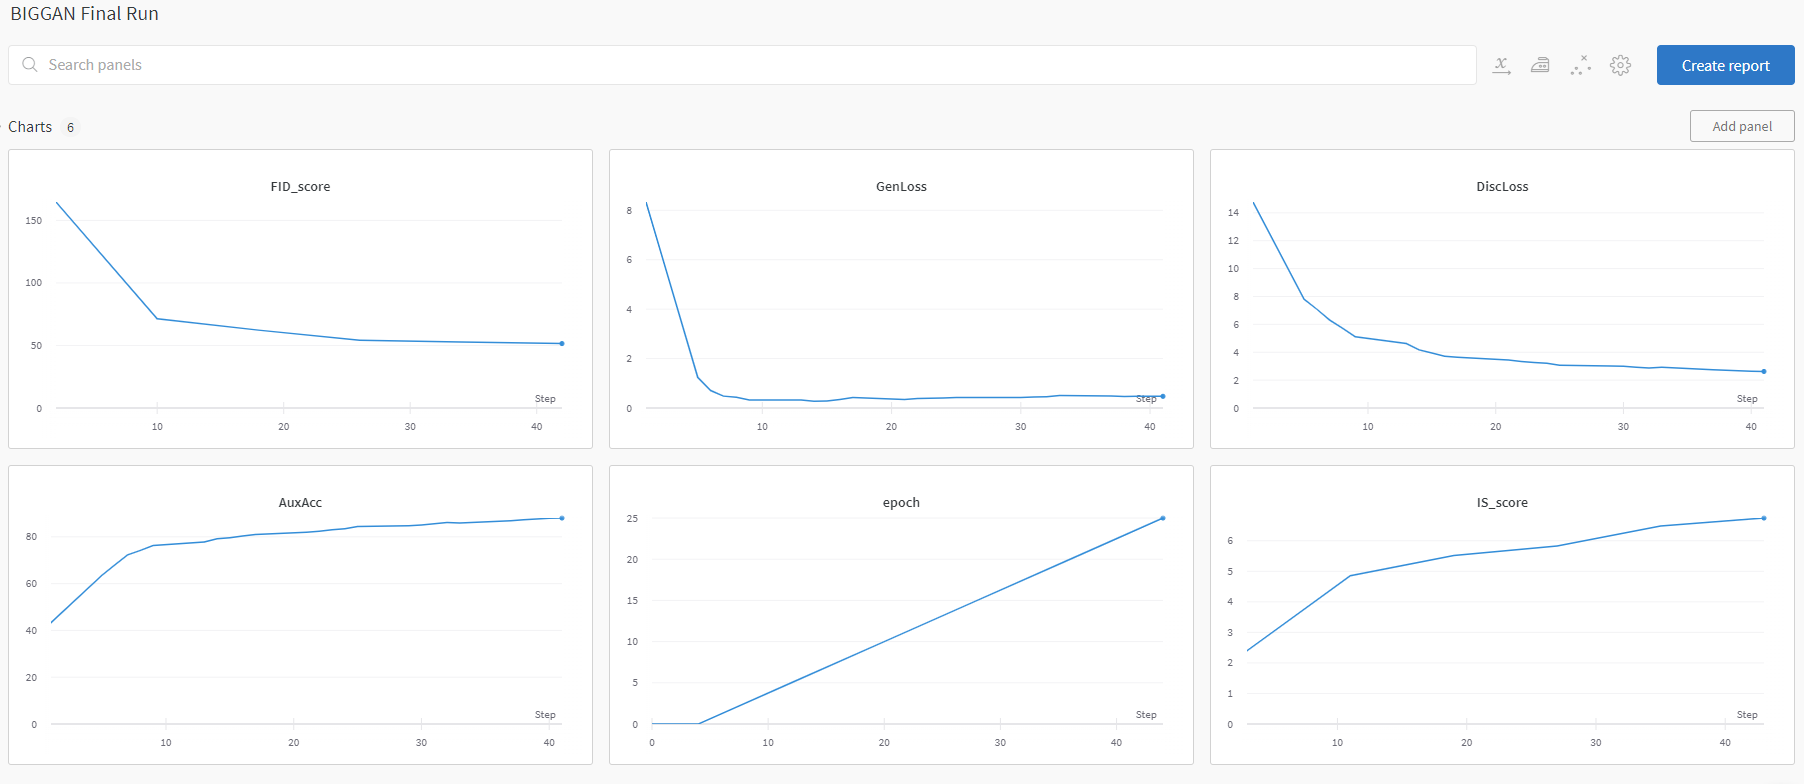 BIGGAN Final Run
Search panels
Create report
Charts 6
Add panel
FID_score
150
100
50
0
Step
10 20 30 40
GenLoss
8
6
4
2
0
Step
10 20 30 40
DiscLoss
14
12
10
8
6
4
2
0
Step
10 20 30 40
AuxAcc
80
60
40
20
0
Step
10 20 30 40
epoch
25
20
15
10
5
0
Step
0 10 20 30 40
IS_score
6
5
4
3
2
1
0
Step
10 20 30 40